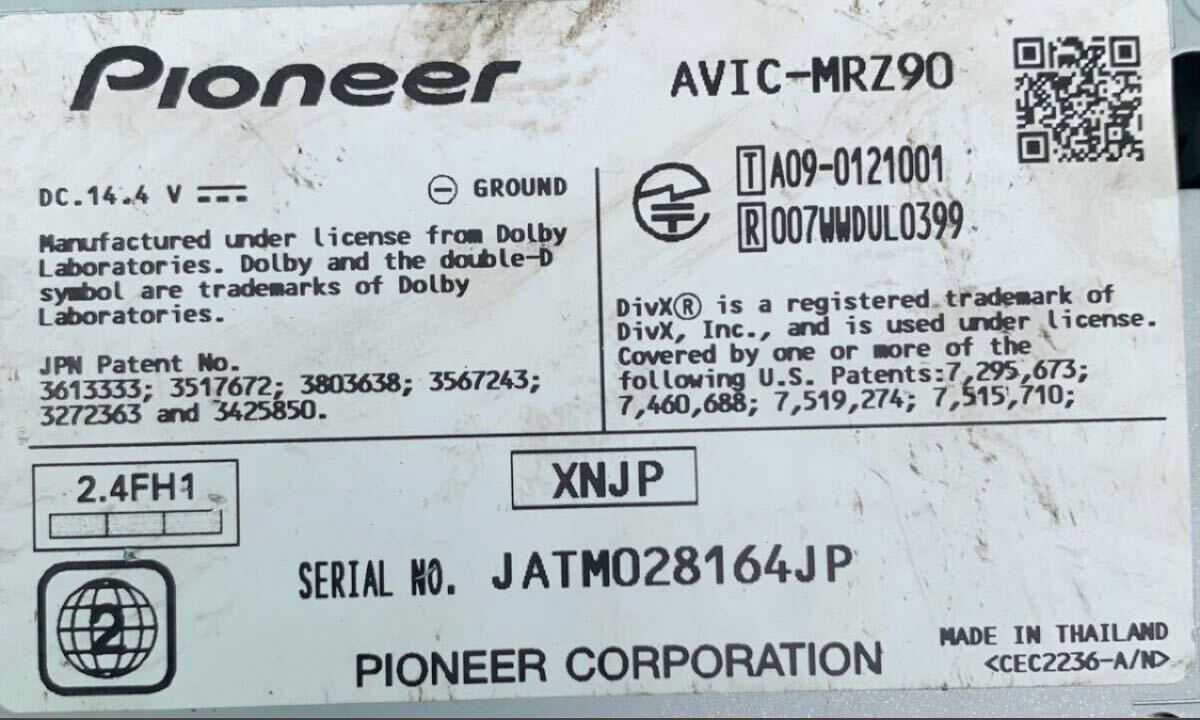 Pioneer
AVIC-MRZ90
DC.14.4 V
⊖ GROUND
Manufactured under license from Dolby
Laboratories. Dolby and the double-D
symbol are trademarks of Dolby
Laboratories.
JPN Patent No.
3613333; 3517672; 3803638; 3567243;
3272363 and 3425850.
T A09-0121001
R 007WWDUL0399
DivX® is a registered trademark of
DivX, Inc., and is used under license.
Covered by one or more of the
following U.S. Patents:7,295,673;
7,460,688; 7,519,274; 7,515,710;
2.4FH1
XNJP
2
SERIAL NO. JATM028164JP
PIONEER CORPORATION
MADE IN THAILAND
<CEC2236-A/N>